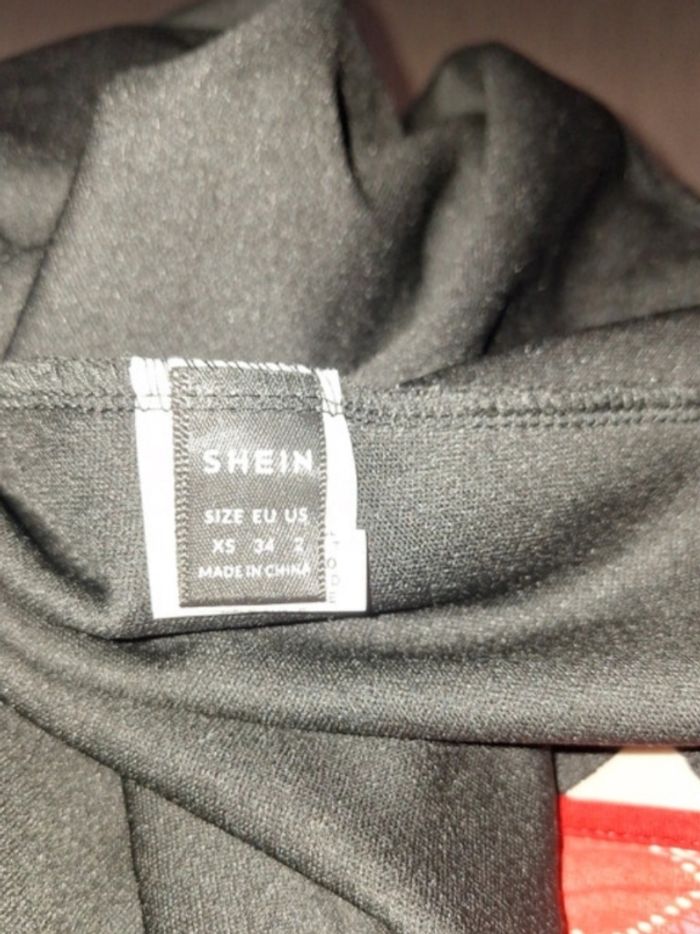 SHEIN
SIZE EU US
XS 34 2
MADE IN CHINA